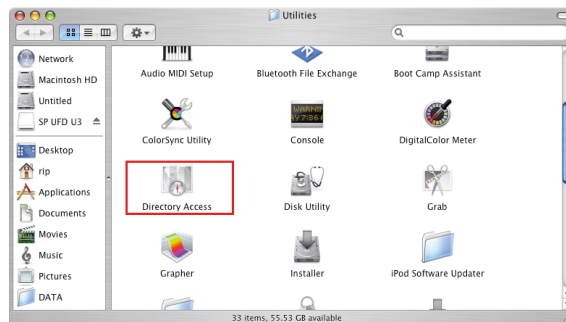 Utilities
Network
Macintosh HD
Untitled
SP UFD U3
Desktop
rip
Applications
Documents
Movies
Music
Pictures
DATA
Audio MIDI Setup
Bluetooth File Exchange
Boot Camp Assistant
ColorSync Utility
Console
DigitalColor Meter
Directory Access
Disk Utility
Grab
Grapher
Installer
iPod Software Updater
33 items, 55.53 GB available